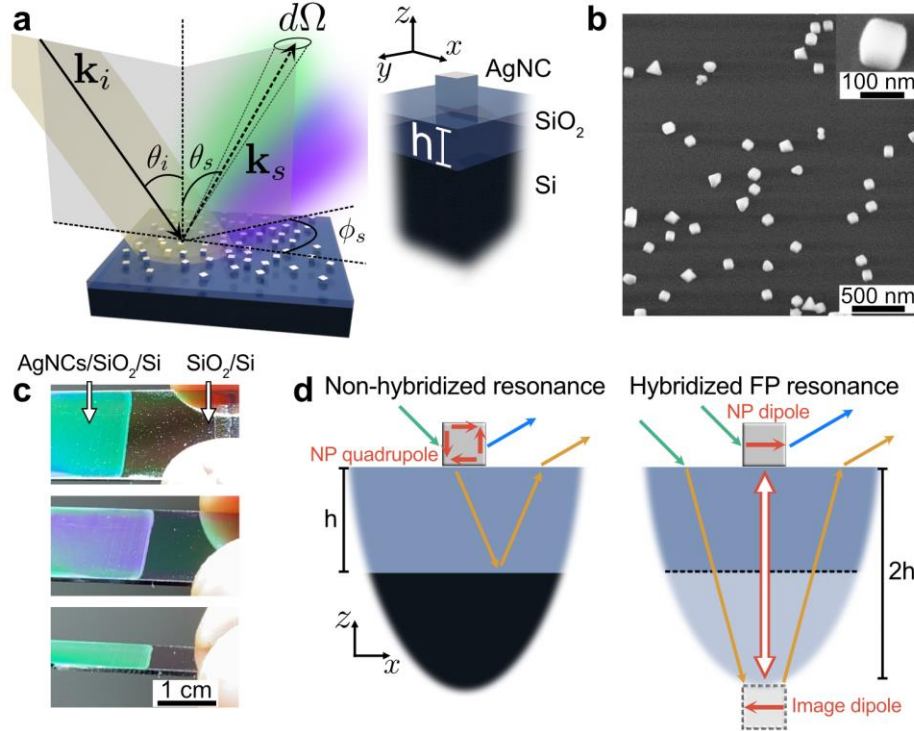 a
k_i
dΩ
θ_i
θ_s
k_s
ϕ_s
z
y
x
AgNC
SiO₂
h
Si
b
100 nm
500 nm
c
AgNCs/SiO₂/Si
SiO₂/Si
1 cm
d
Non-hybridized resonance
NP quadrupole
h
z
x
Hybridized FP resonance
NP dipole
2h
Image dipole